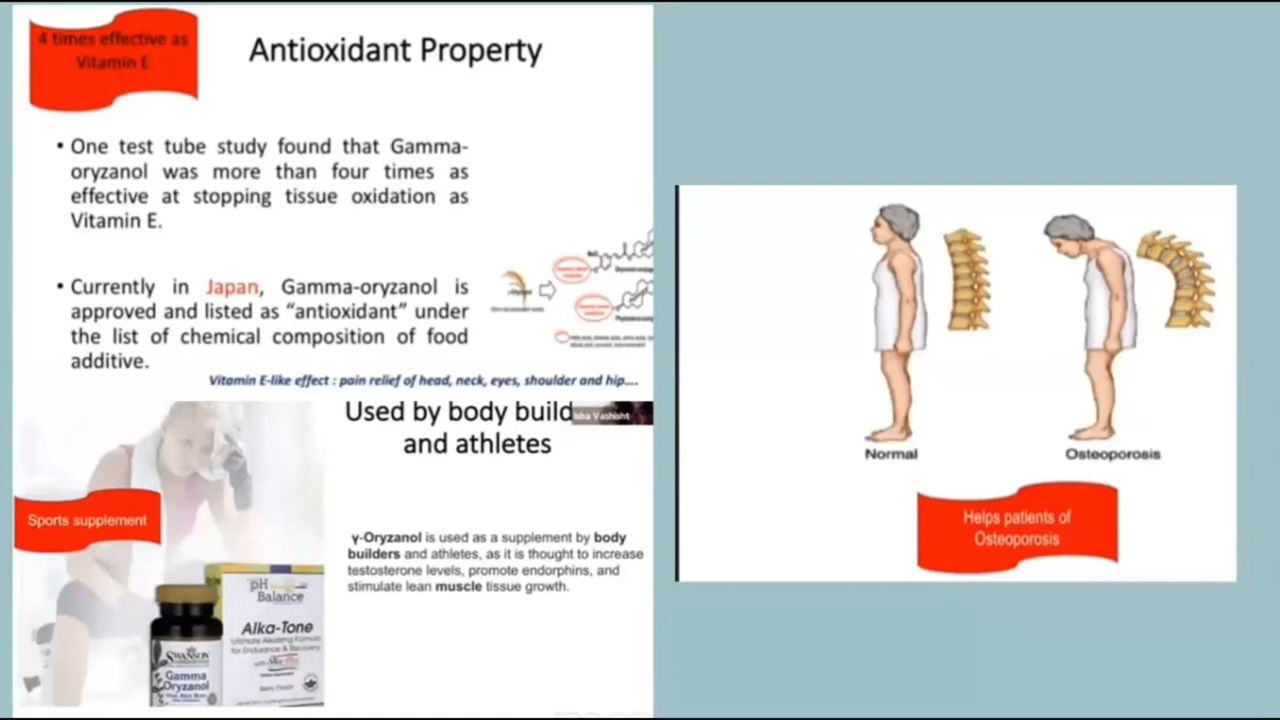 4 times effective as
Vitamin E
Antioxidant Property
• One test tube study found that Gamma-
oryzanol was more than four times as
effective at stopping tissue oxidation as
Vitamin E.
• Currently in Japan, Gamma-oryzanol is
approved and listed as “antioxidant” under
the list of chemical composition of food
additive.
Vitamin E-like effect : pain relief of head, neck, eyes, shoulder and hip....
Used by body build
Isha Vashisht
and athletes
Sports supplement
γ-Oryzanol is used as a supplement by body
builders and athletes, as it is thought to increase
testosterone levels, promote endorphins, and
stimulate lean muscle tissue growth.
pH
Balance
Alka-Tone
Ultimate Alkalizing Formula
for Endurance & Recovery
with
Berry Flavor
SWANSON
Gamma
Oryzanol
Normal
Osteoporosis
Helps patients of
Osteoporosis